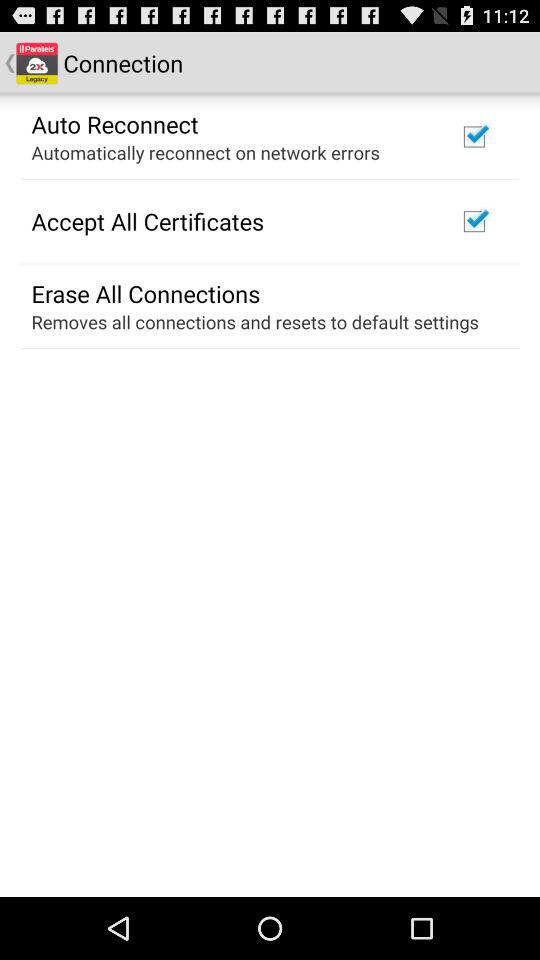 11:12
||Parallels
2X
Legacy
Connection
Auto Reconnect
Automatically reconnect on network errors
Accept All Certificates
Erase All Connections
Removes all connections and resets to default settings